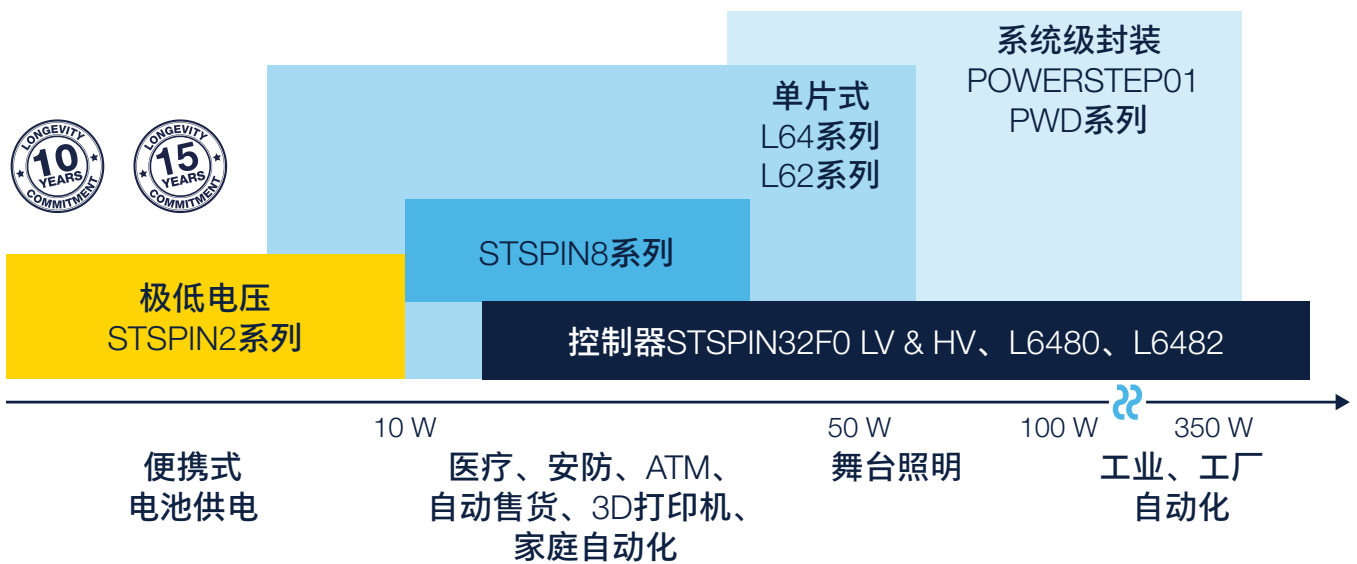 系统级封装
POWERSTEP01
PWD系列
单片式
L64系列
L62系列
LONGEVITY
10
YEARS
COMMITMENT
LONGEVITY
15
YEARS
COMMITMENT
STSPIN8系列
极低电压
STSPIN2系列
控制器STSPIN32F0 LV & HV、L6480、L6482
10 W
50 W
100 W
350 W
便携式
电池供电
医疗、安防、ATM、
自动售货、3D打印机、
家庭自动化
舞台照明
工业、工厂
自动化